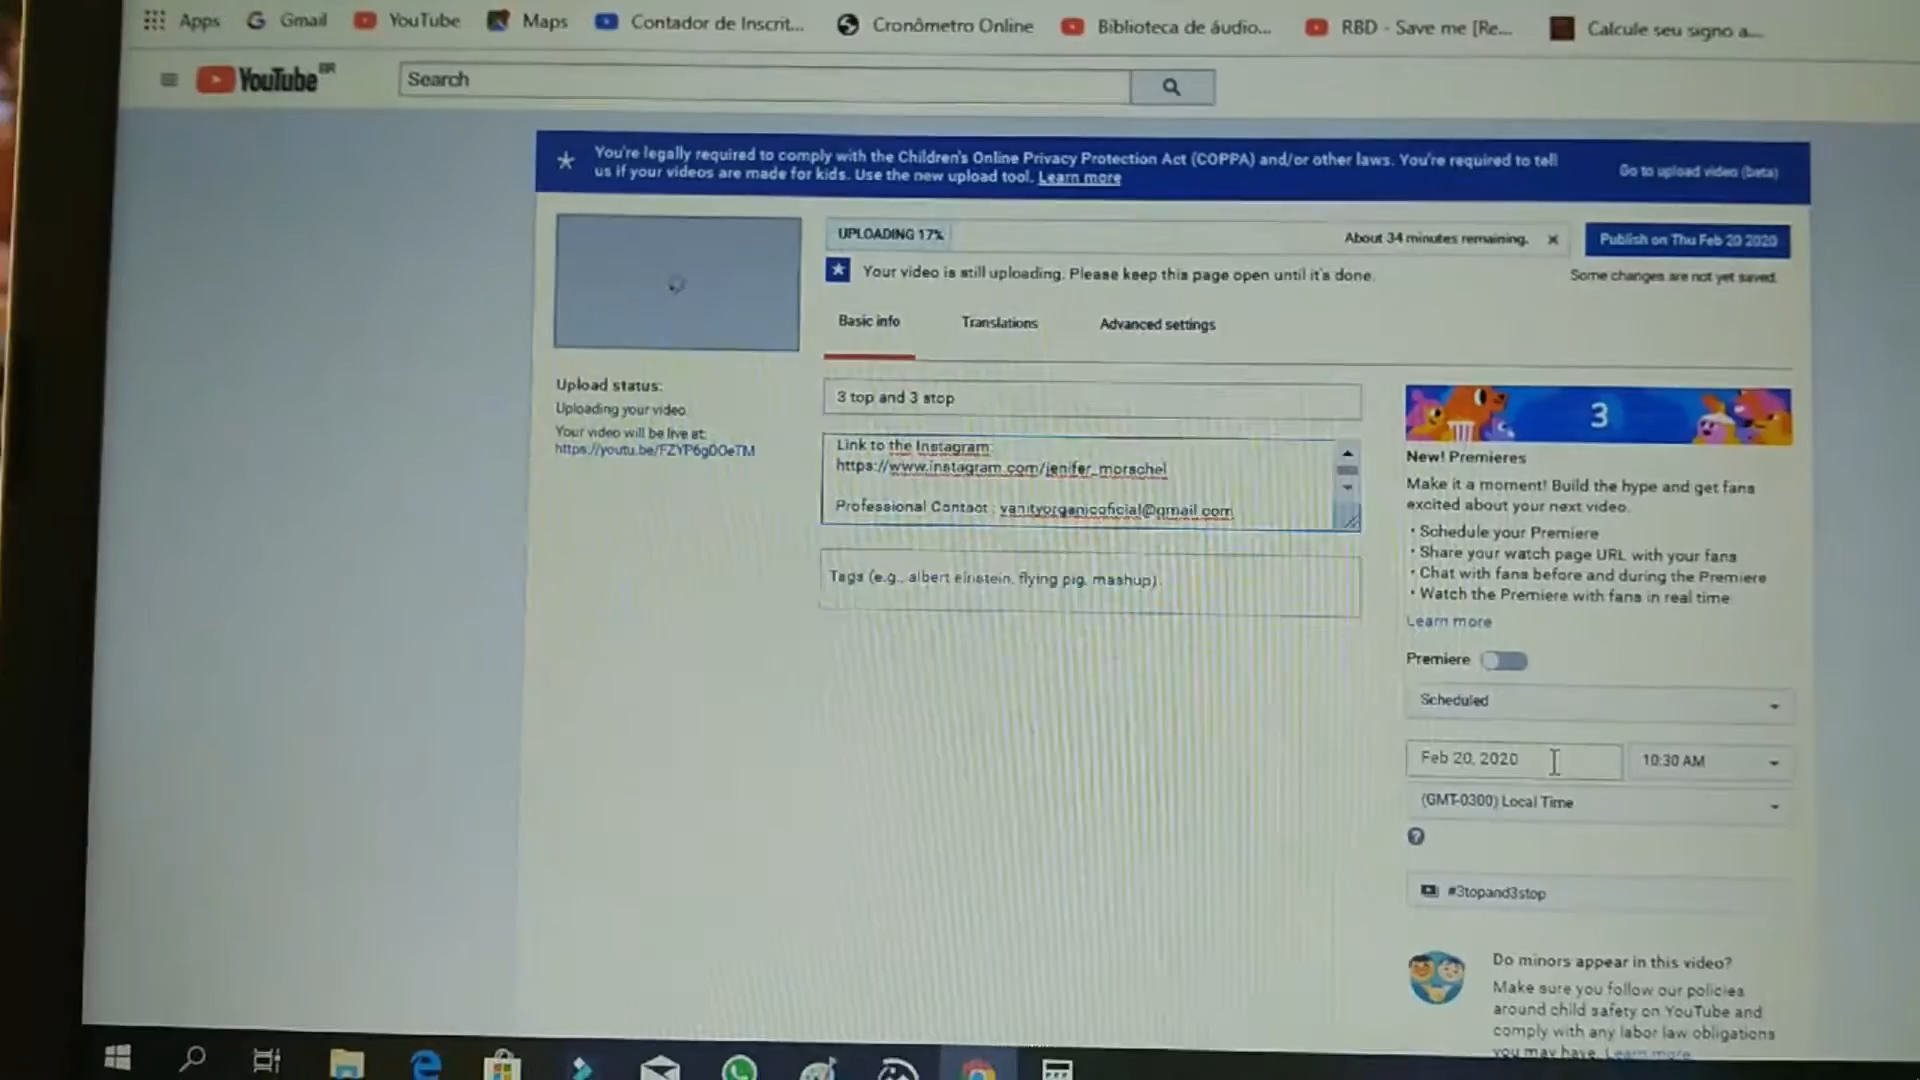 Apps Gmail YouTube Maps Contador de Inscrit... Cronômetro Online Biblioteca de áudio... RBD - Save me [Re... Calcule seu signo a...
YouTube BR Search
You're legally required to comply with the Children's Online Privacy Protection Act (COPPA) and/or other laws. You're required to tell
us if your videos are made for kids. Use the new upload tool. Learn more
Go to upload video (beta)
UPLOADING 17% About 34 minutes remaining. ×
Publish on Thu Feb 20 2020
Your video is still uploading. Please keep this page open until it's done.
Some changes are not yet saved.
Basic info Translations Advanced settings
Upload status:
Uploading your video.
Your video will be live at:
https://youtu.be/FZYP6g0OeTM
3 top and 3 stop
Link to the Instagram:
https://www.instagram.com/jenifer_morschel
Professional Contact : vanityorganicoficial@gmail.com
Tags (e.g., albert einstein, flying pig, mashup)
3
New! Premieres
Make it a moment! Build the hype and get fans
excited about your next video.
• Schedule your Premiere
• Share your watch page URL with your fans
• Chat with fans before and during the Premiere
• Watch the Premiere with fans in real time
Learn more
Premiere
Scheduled
Feb 20, 2020 10:30 AM
(GMT-0300) Local Time
#3topand3stop
Do minors appear in this video?
Make sure you follow our policies
around child safety on YouTube and
comply with any labor law obligations
you may have. Learn more